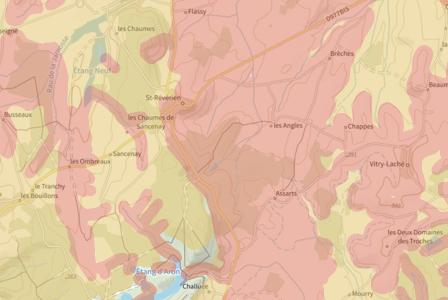 Flassy
D977BIS
les Chaumes
Brèches
Étang Neuf
St-Révérien
les Chaumes de
Sancenay
les Angles
Chappes
Busseaux
Sancenay
les Ombreaux
Vitry-Laché
le Tranchy
les Bouillons
Assarts
les Deux Domaines
des Troches
Étang d'Aron
Mourry